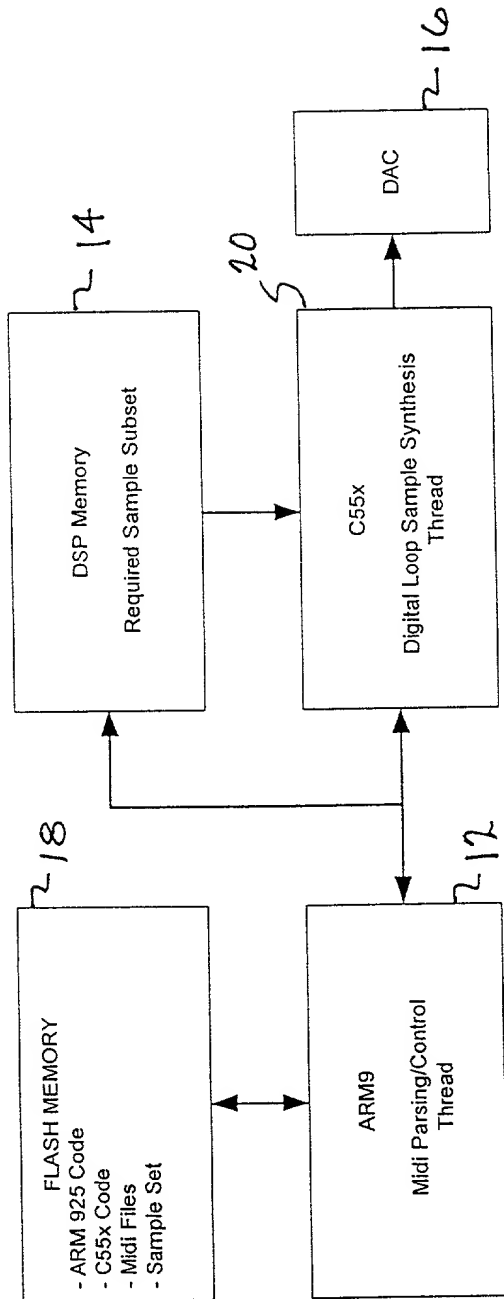 FLASH MEMORY
- ARM 925 Code
- C55x Code
- Midi Files
- Sample Set
18
DSP Memory
Required Sample Subset
14
ARM9
Midi Parsing/Control
Thread
12
C55x
Digital Loop Sample Synthesis
Thread
20
DAC
16